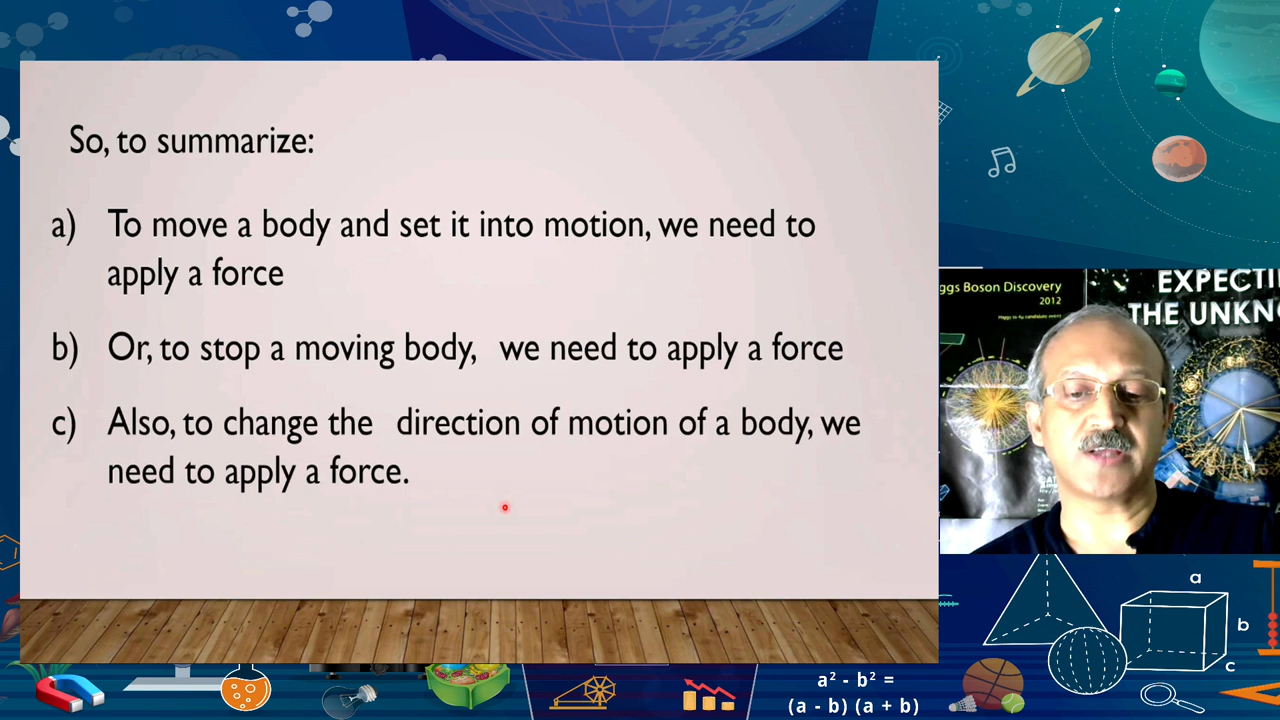 So, to summarize:
a) To move a body and set it into motion, we need to
apply a force
b) Or, to stop a moving body, we need to apply a force
c) Also, to change the direction of motion of a body, we
need to apply a force.
ggs Boson Discovery
2012
EXPECTI
THE UNKN
a
b
c
a² - b² =
(a - b) (a + b)